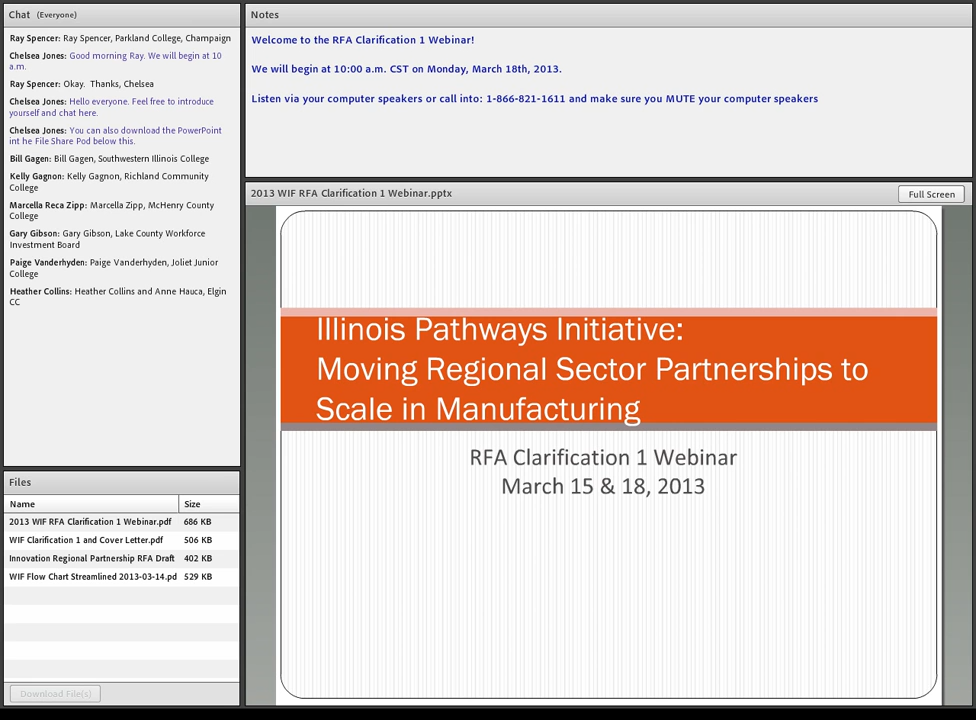 Chat (Everyone)
Ray Spencer: Ray Spencer, Parkland College, Champaign
Chelsea Jones: Good morning Ray. We will begin at 10
a.m.
Ray Spencer: Okay. Thanks, Chelsea
Chelsea Jones: Hello everyone. Feel free to introduce
yourself and chat here.
Chelsea Jones: You can also download the PowerPoint
int he File Share Pod below this.
Bill Gagen: Bill Gagen, Southwestern Illinois College
Kelly Gagnon: Kelly Gagnon, Richland Community
College
Marcella Reca Zipp: Marcella Zipp, McHenry County
College
Gary Gibson: Gary Gibson, Lake County Workforce
Investment Board
Paige Vanderhyden: Paige Vanderhyden, Joliet Junior
College
Heather Collins: Heather Collins and Anne Hauca, Elgin
CC
Files
Name Size
2013 WIF RFA Clarification 1 Webinar.pdf 686 KB
WIF Clarification 1 and Cover Letter.pdf 506 KB
Innovation Regional Partnership RFA Draft 402 KB
WIF Flow Chart Streamlined 2013-03-14.pd 529 KB
Download File(s)
Notes
Welcome to the RFA Clarification 1 Webinar!
We will begin at 10:00 a.m. CST on Monday, March 18th, 2013.
Listen via your computer speakers or call into: 1-866-821-1611 and make sure you MUTE your computer speakers
2013 WIF RFA Clarification 1 Webinar.pptx
Full Screen
Illinois Pathways Initiative:
Moving Regional Sector Partnerships to
Scale in Manufacturing
RFA Clarification 1 Webinar
March 15 & 18, 2013